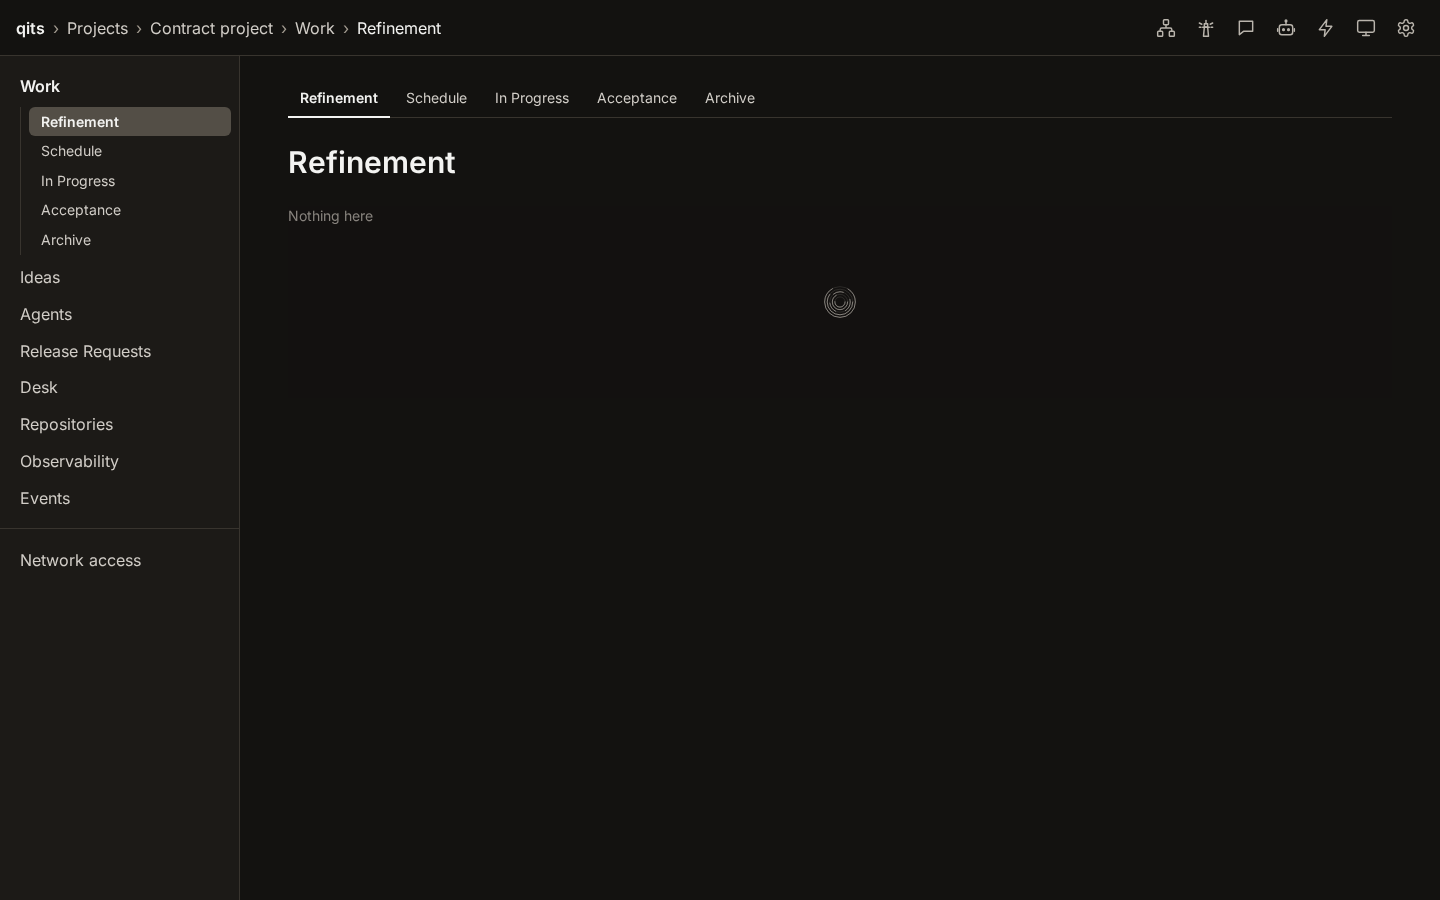 qits › Projects › Contract project › Work › Refinement
Work
Refinement
Schedule
In Progress
Acceptance
Archive
Ideas
Agents
Release Requests
Desk
Repositories
Observability
Events
Network access
Refinement Schedule In Progress Acceptance Archive
Refinement
Nothing here